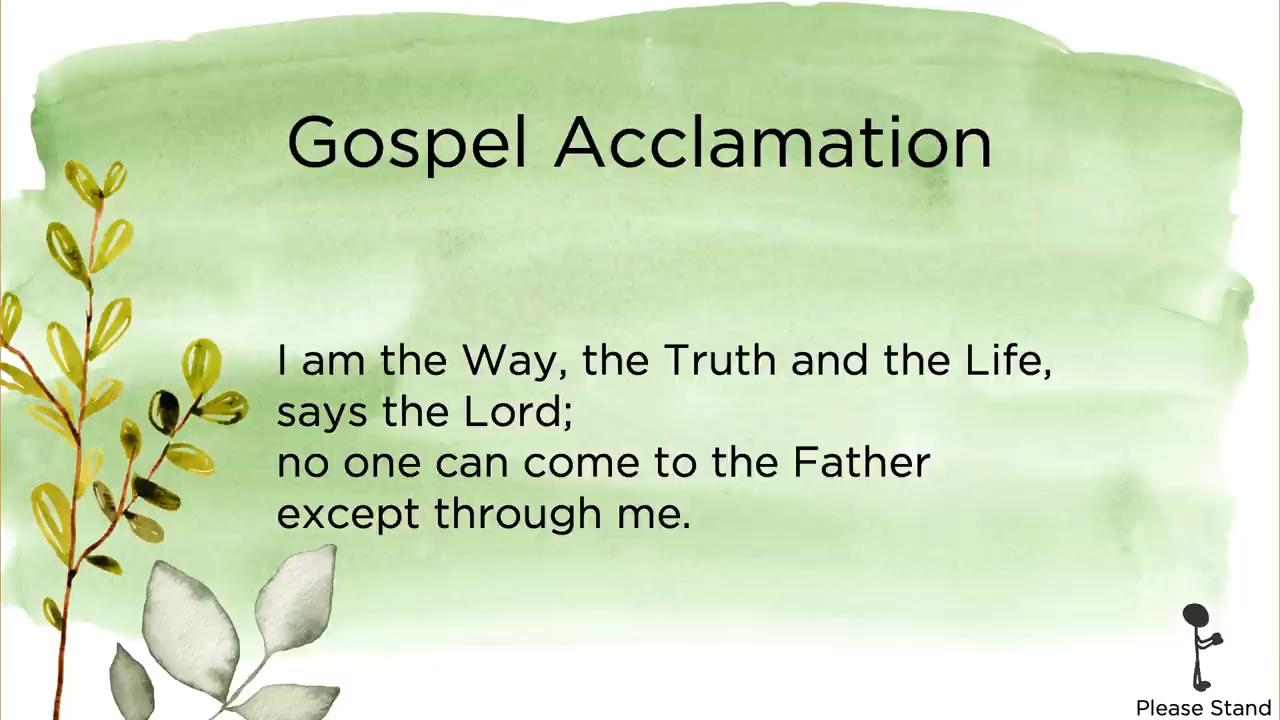 Gospel Acclamation
I am the Way, the Truth and the Life,
says the Lord;
no one can come to the Father
except through me.
Please Stand